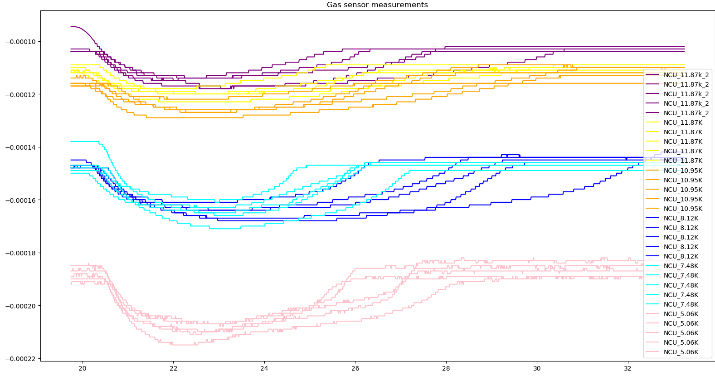 Gas sensor measurements
−0.00010
−0.00012
−0.00014
−0.00016
−0.00018
−0.00020
−0.00022
20
22
24
26
28
30
32
NCU_11.87k_2
NCU_11.87k_2
NCU_11.87k_2
NCU_11.87k_2
NCU_11.87k_2
NCU_11.87K
NCU_11.87K
NCU_11.87K
NCU_11.87K
NCU_11.87K
NCU_10.95K
NCU_10.95K
NCU_10.95K
NCU_10.95K
NCU_10.95K
NCU_8.12K
NCU_8.12K
NCU_8.12K
NCU_8.12K
NCU_8.12K
NCU_7.48K
NCU_7.48K
NCU_7.48K
NCU_7.48K
NCU_7.48K
NCU_5.06K
NCU_5.06K
NCU_5.06K
NCU_5.06K